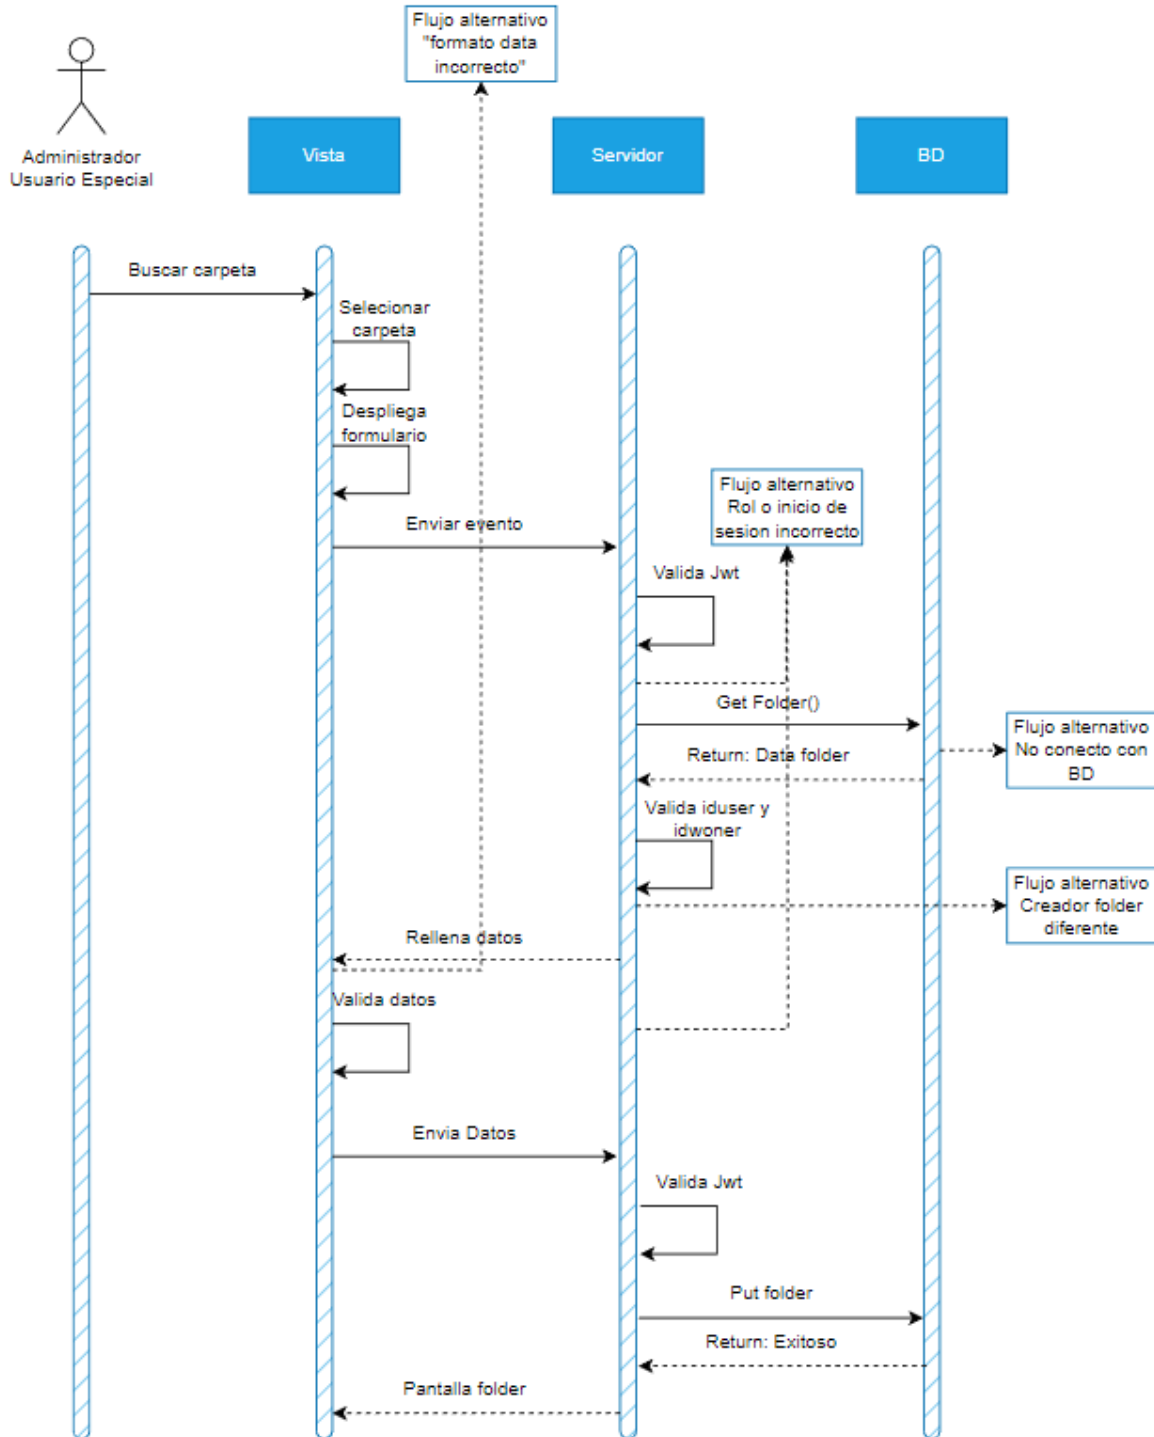 Flujo alternativo
"formato data
incorrecto"
Administrador
Usuario Especial
Vista
Servidor
BD
Buscar carpeta
Selecionar
carpeta
Despliega
formulario
Flujo alternativo
Rol o inicio de
sesion incorrecto
Enviar evento
Valida Jwt
Get Folder()
Flujo alternativo
No conecto con
BD
Return: Data folder
Valida iduser y
idwoner
Flujo alternativo
Creador folder
diferente
Rellena datos
Valida datos
Envia Datos
Valida Jwt
Put folder
Return: Exitoso
Pantalla folder